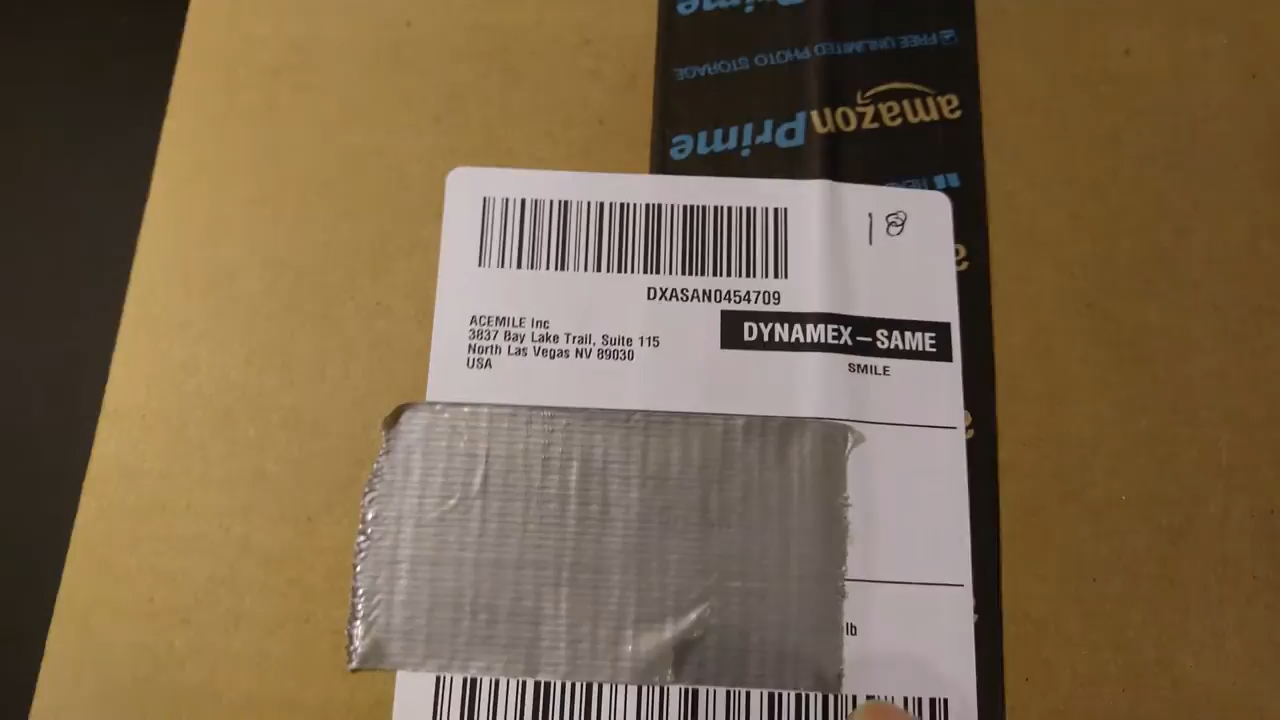 Prime
FREE UNLIMITED PHOTO STORAGE
amazonPrime
18
DXASAN0454709
ACEMILE Inc
3837 Bay Lake Trail, Suite 115
North Las Vegas NV 89030
USA
DYNAMEX-SAME
SMILE
a
a
lb